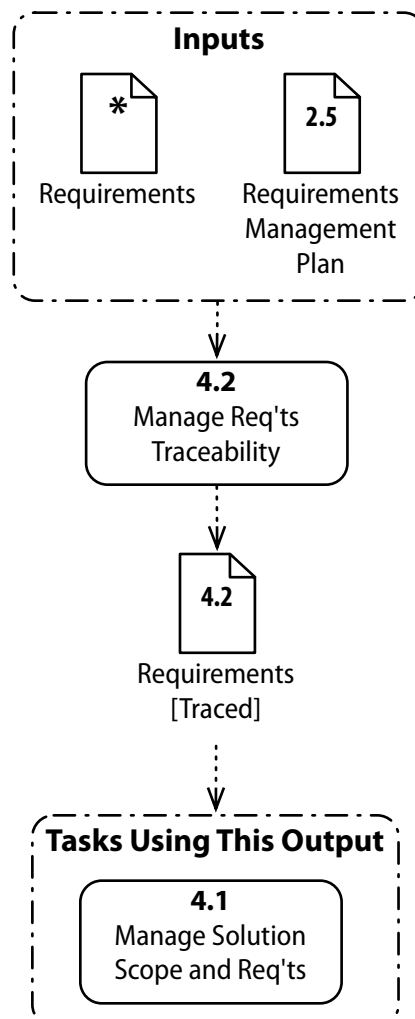 Inputs
*
2.5
Requirements
Requirements
Management
Plan
4.2
Manage Req'ts
Traceability
4.2
Requirements
[Traced]
Tasks Using This Output
4.1
Manage Solution
Scope and Req'ts